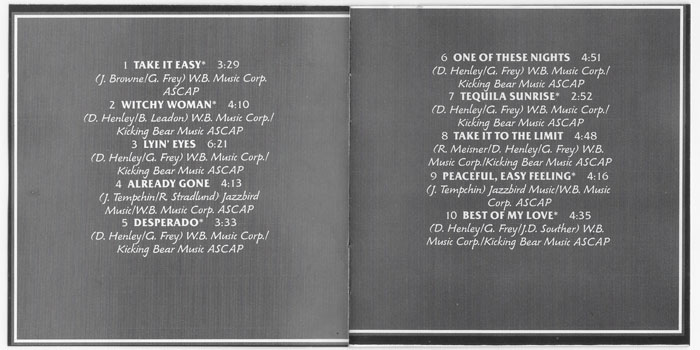 1 TAKE IT EASY* 3:29
(J. Browne/G. Frey) W.B. Music Corp.
ASCAP
2 WITCHY WOMAN* 4:10
(D. Henley/B. Leadon) W.B. Music Corp./
Kicking Bear Music ASCAP
3 LYIN' EYES 6:21
(D. Henley/G. Frey) W.B. Music Corp./
Kicking Bear Music ASCAP
4 ALREADY GONE 4:13
(J. Tempchin/R. Stradlund) Jazzbird
Music/W.B. Music Corp. ASCAP
5 DESPERADO* 3:33
(D. Henley/G. Frey) W.B. Music Corp./
Kicking Bear Music ASCAP
6 ONE OF THESE NIGHTS 4:51
(D. Henley/G. Frey) W.B. Music Corp./
Kicking Bear Music ASCAP
7 TEQUILA SUNRISE* 2:52
(D. Henley/G. Frey) W.B. Music Corp./
Kicking Bear Music ASCAP
8 TAKE IT TO THE LIMIT 4:48
(R. Meisner/D. Henley/G. Frey) W.B.
Music Corp./Kicking Bear Music ASCAP
9 PEACEFUL, EASY FEELING* 4:16
(J. Tempchin) Jazzbird Music/W.B. Music
Corp. ASCAP
10 BEST OF MY LOVE* 4:35
(D. Henley/G. Frey/J.D. Souther) W.B.
Music Corp./Kicking Bear Music ASCAP